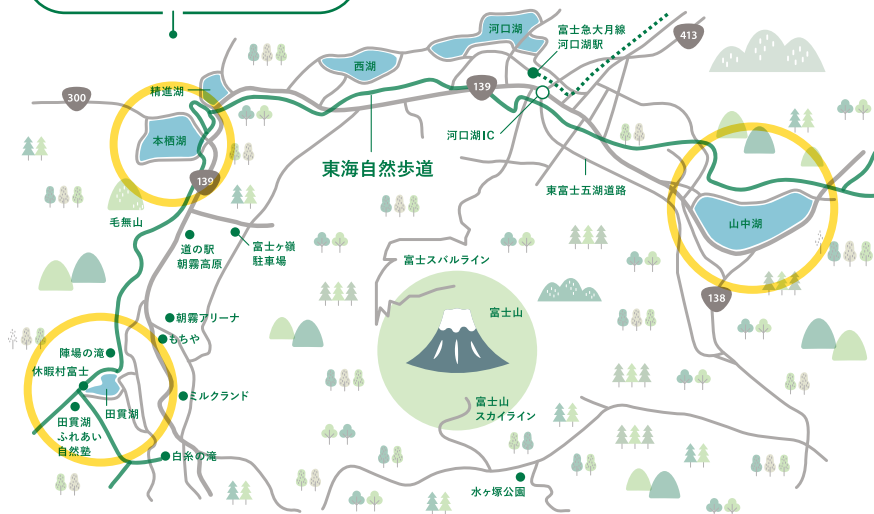 河口湖
富士急大月線
河口湖駅
413
西湖
精進湖
139
300
本栖湖
河口湖IC
東海自然歩道
139
東富士五湖道路
毛無山
山中湖
道の駅
朝霧高原
富士ヶ嶺
駐車場
富士スバルライン
138
富士山
朝霧アリーナ
もちや
陣場の滝
休暇村富士
田貫湖
ミルクランド
富士山
スカイライン
田貫湖
ふれあい
自然塾
白糸の滝
水ヶ塚公園